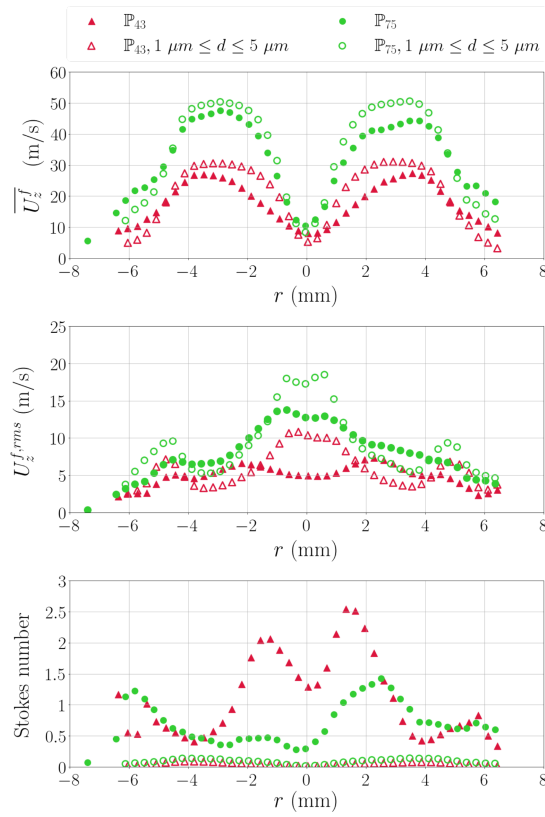 ℙ₄₃ ℙ₇₅
ℙ₄₃, 1 μm ≤ d ≤ 5 μm ℙ₇₅, 1 μm ≤ d ≤ 5 μm
60
50
40
30
20
10
0
−8 −6 −4 −2 0 2 4 6 8
r (mm)
$\overline{U_z^f}$ (m/s)
25
20
15
10
5
0
−8 −6 −4 −2 0 2 4 6 8
r (mm)
$U_z^{f,rms}$ (m/s)
3
2.5
2
1.5
1
0.5
0
−8 −6 −4 −2 0 2 4 6 8
r (mm)
Stokes number